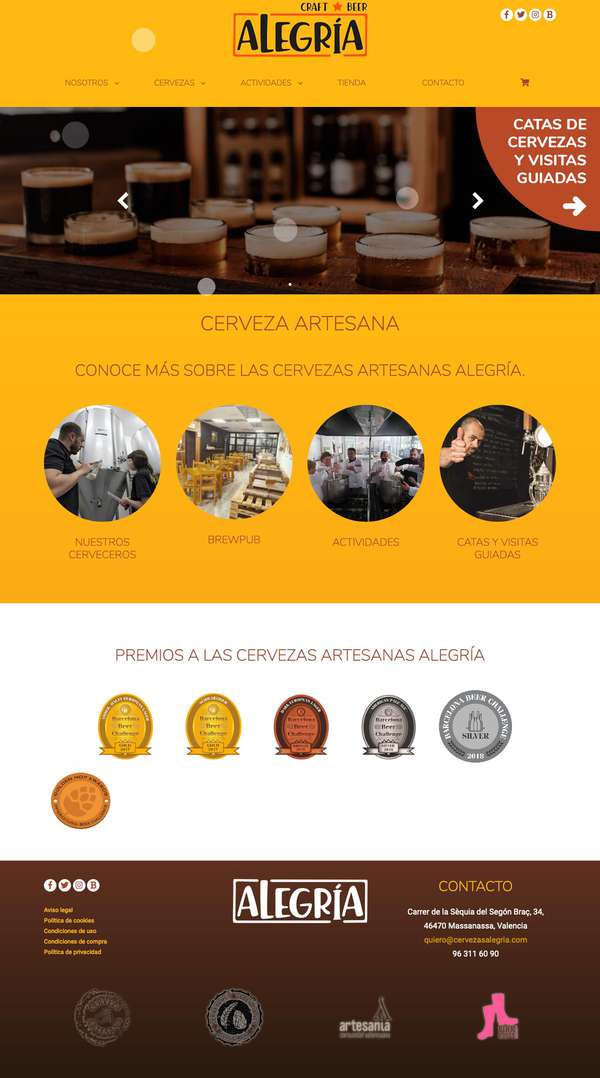 CRAFT BEER
ALEGRÍA
NOSOTROS
CERVEZAS
ACTIVIDADES
TIENDA
CONTACTO
CATAS DE
CERVEZAS
Y VISITAS
GUIADAS
CERVEZA ARTESANA
CONOCE MÁS SOBRE LAS CERVEZAS ARTESANAS ALEGRÍA.
NUESTROS
CERVECEROS
BREWPUB
ACTIVIDADES
CATAS Y VISITAS
GUIADAS
PREMIOS A LAS CERVEZAS ARTESANAS ALEGRÍA
Barcelona
Beer
Challenge
Barcelona
Beer
Challenge
Barcelona
Beer
Challenge
Barcelona
Beer
Challenge
BARCELONA BEER CHALLENGE
SILVER
2018
Aviso legal
Política de cookies
Condiciones de uso
Condiciones de compra
Política de privacidad
ALEGRÍA
CONTACTO
Carrer de la Sèquia del Segón Braç, 34,
46470 Massanassa, Valencia
quiero@cervezasalegria.com
96 311 60 90
artesanía